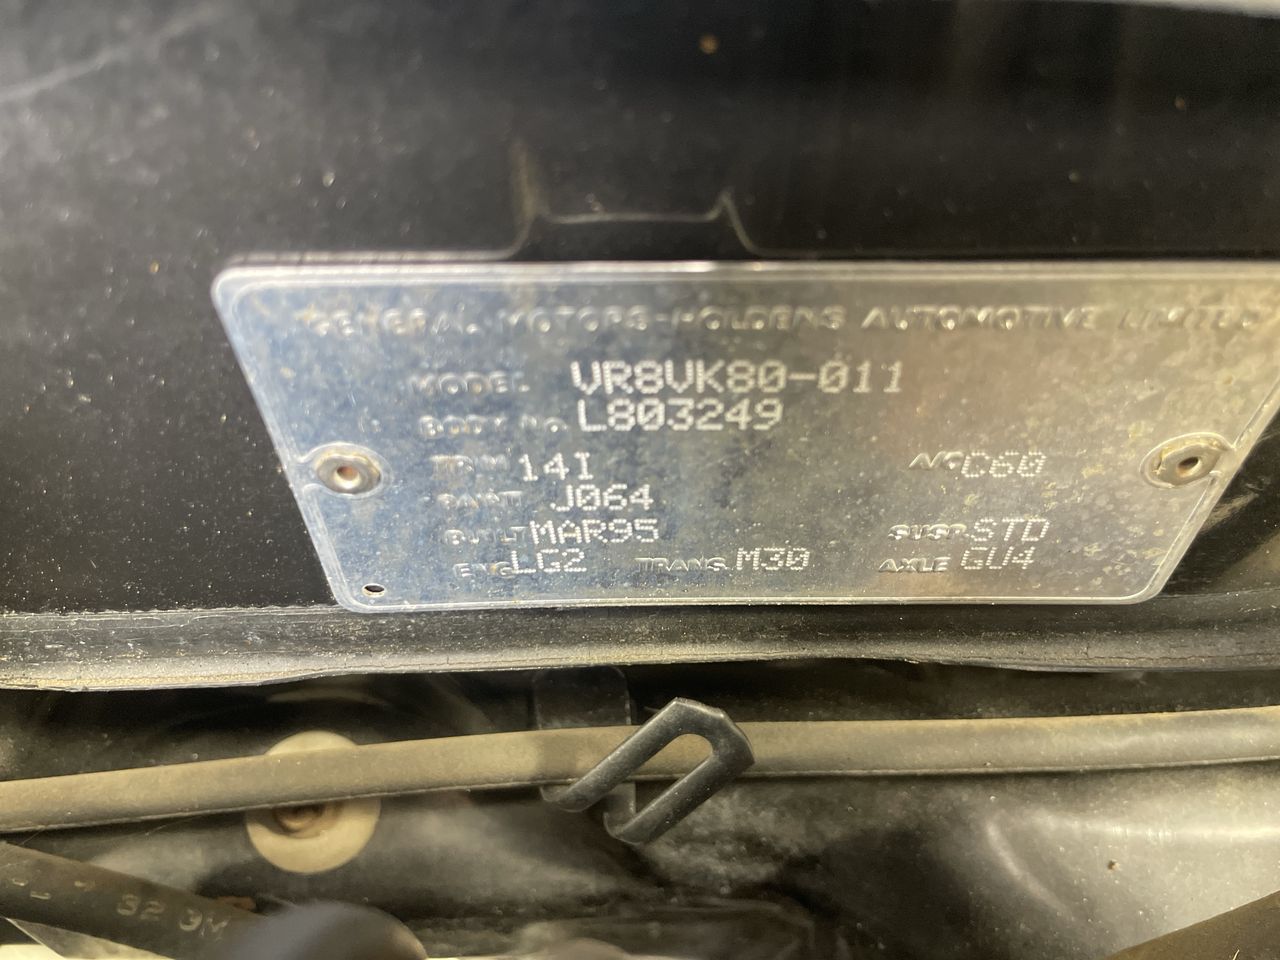 GENERAL MOTORS-HOLDENS AUTOMOTIVE LIMITED
MODEL VR8VK80-011
BODY NO. L803249
TRIM 14I A/C C60
PAINT J064
BUILT MAR95 SUSP. STD
ENG. LG2 TRANS. M30 AXLE GU4